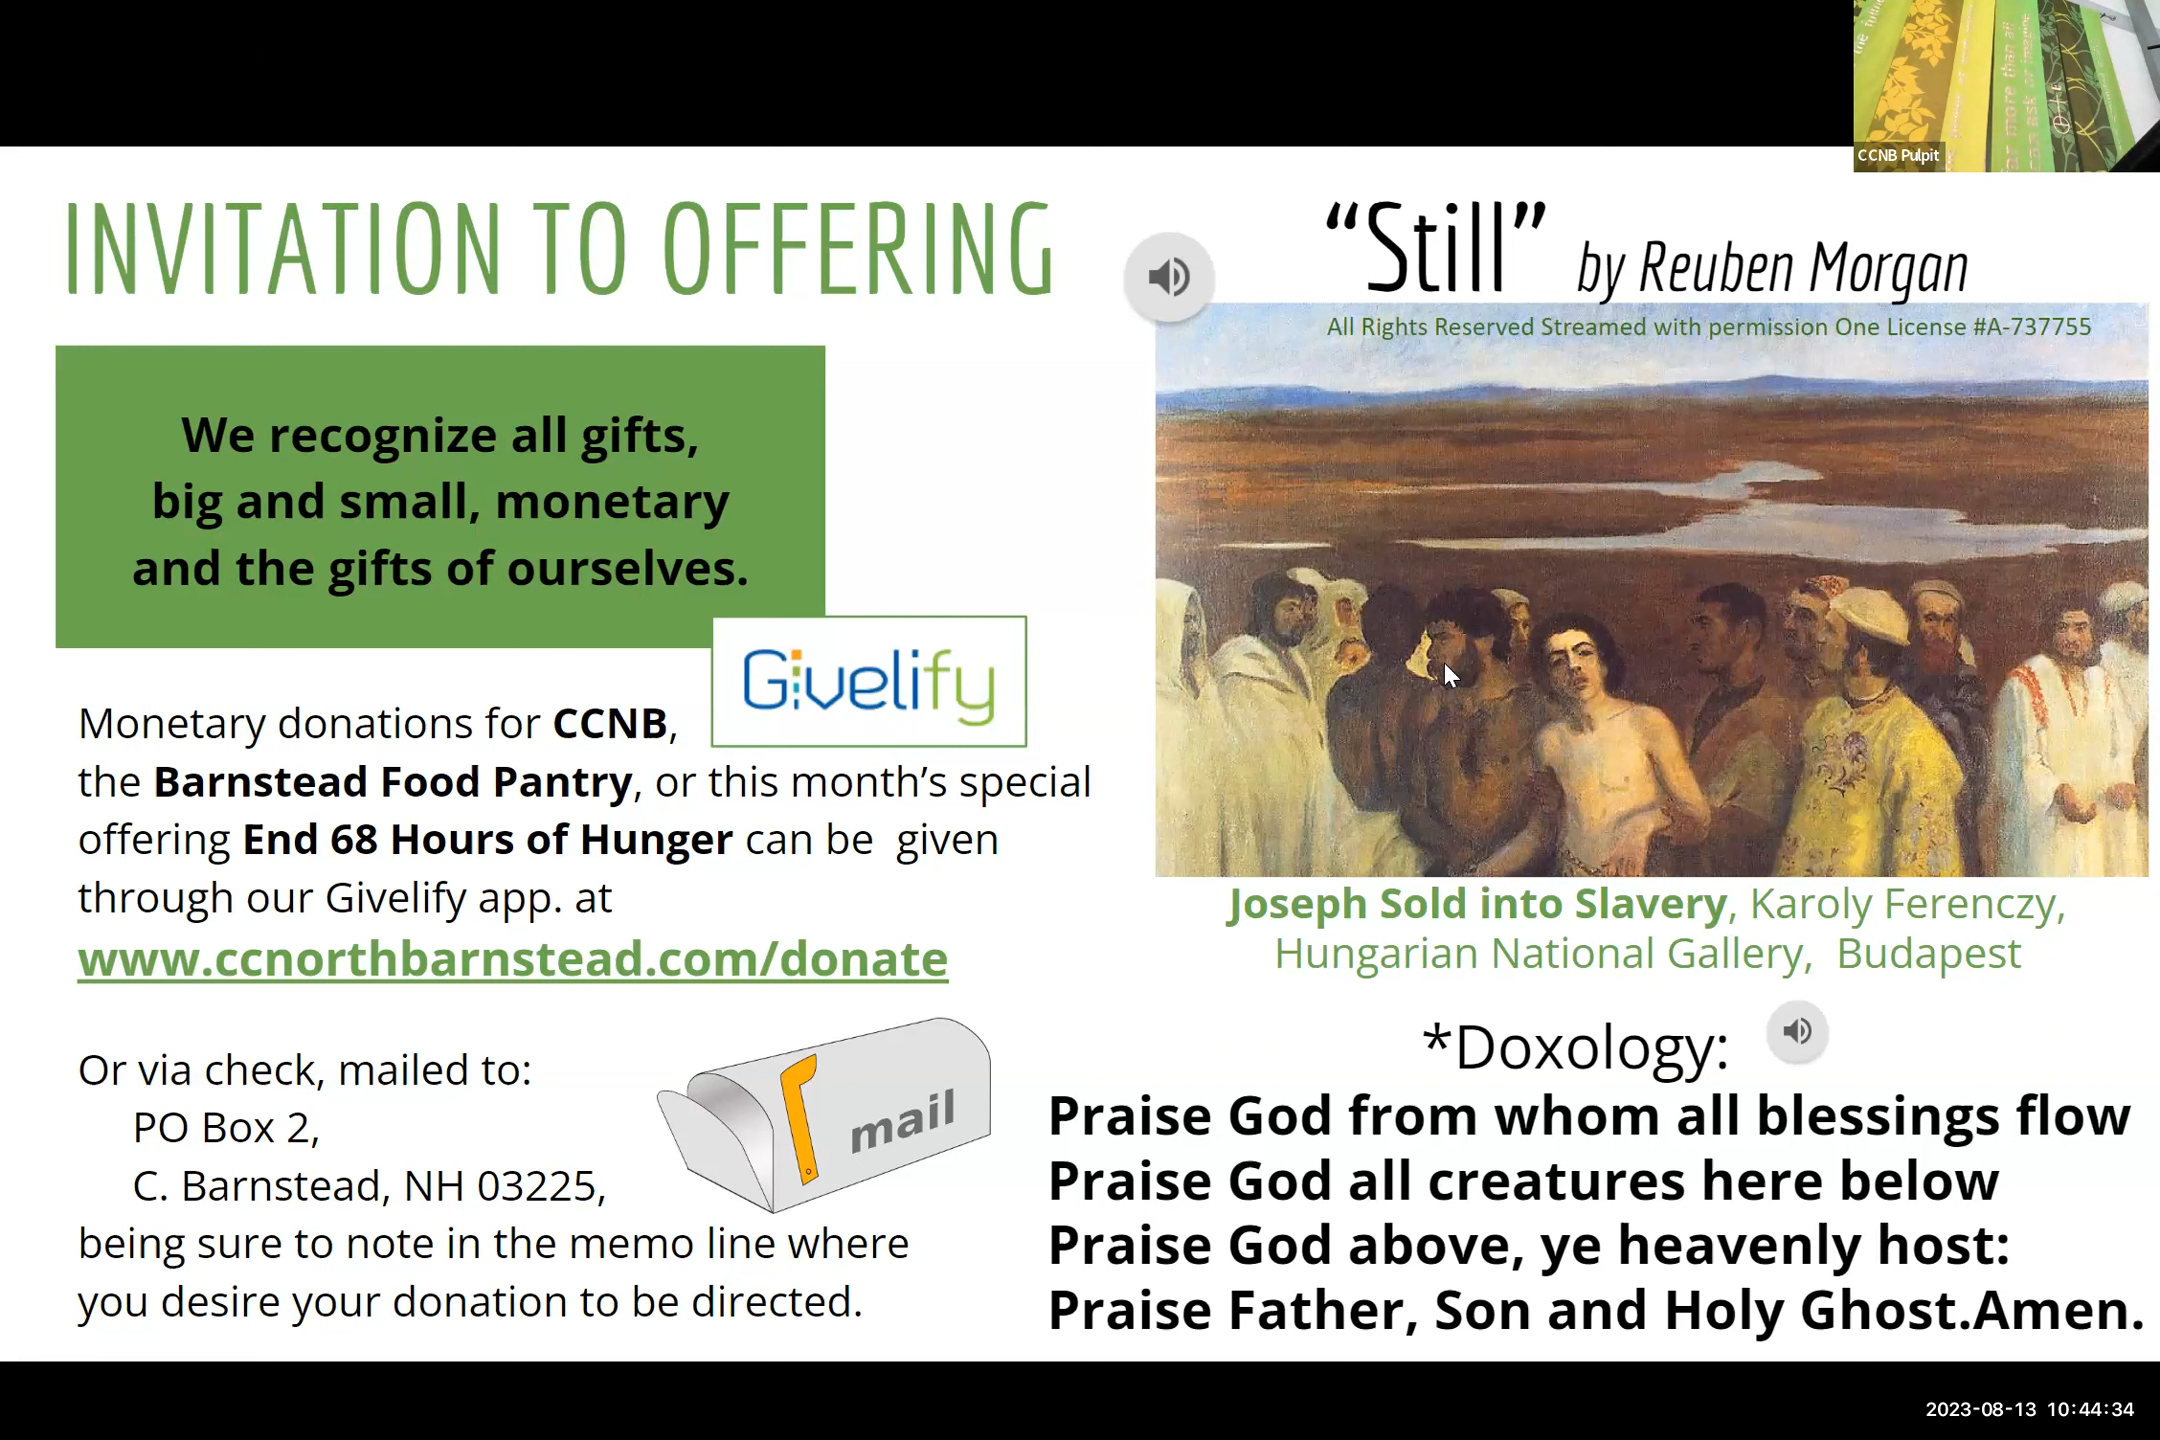 CCNB Pulpit
INVITATION TO OFFERING
We recognize all gifts,
big and small, monetary
and the gifts of ourselves.
Givelify
Monetary donations for CCNB,
the Barnstead Food Pantry, or this month’s special
offering End 68 Hours of Hunger can be  given
through our Givelify app. at
www.ccnorthbarnstead.com/donate
Or via check, mailed to:
PO Box 2,
C. Barnstead, NH 03225,
being sure to note in the memo line where
you desire your donation to be directed.
mail
“Still” by Reuben Morgan
All Rights Reserved Streamed with permission One License #A-737755
Joseph Sold into Slavery, Karoly Ferenczy,
Hungarian National Gallery,  Budapest
*Doxology:
Praise God from whom all blessings flow
Praise God all creatures here below
Praise God above, ye heavenly host:
Praise Father, Son and Holy Ghost.Amen.
2023-08-13 10:44:34